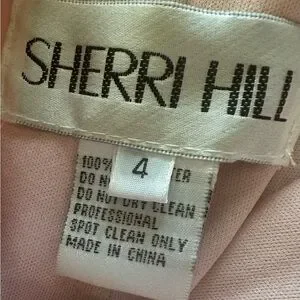 SHERRI HILL
4
100%
DO N
DO NOT DRY CLEAN
PROFESSIONAL
SPOT CLEAN ONLY
MADE IN CHINA